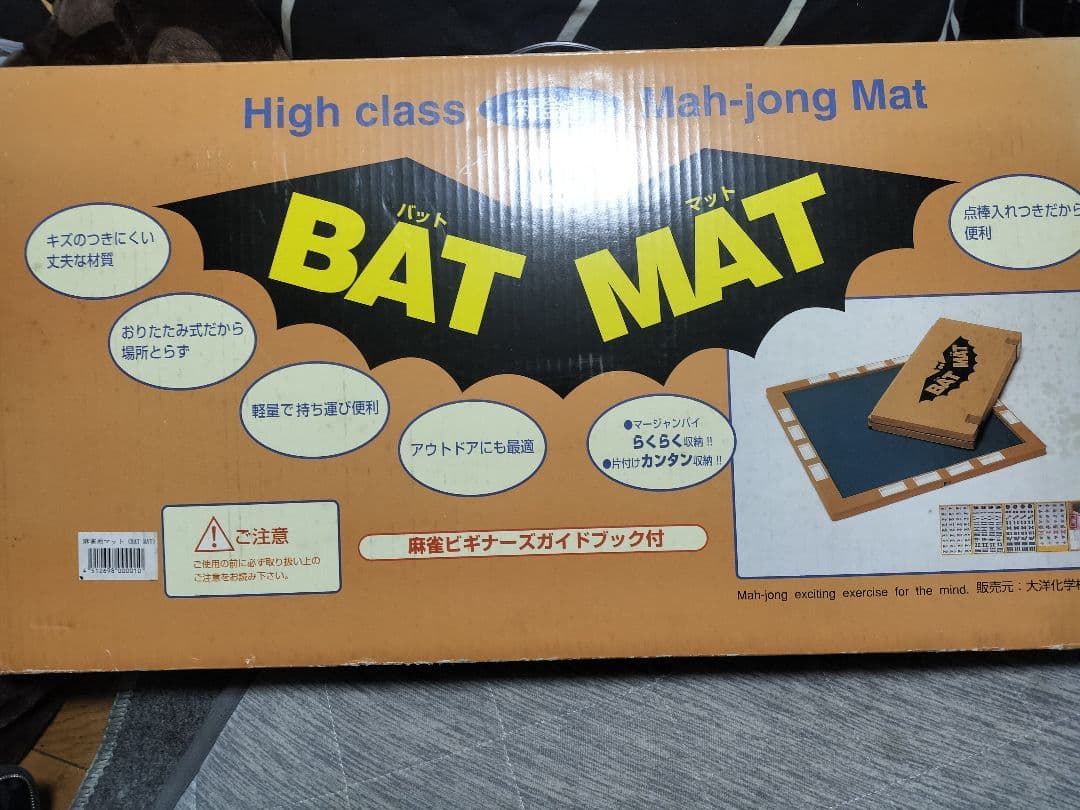 High class
Mah-jong Mat
バット
マット
BAT MAT
キズのつきにくい
丈夫な材質
おりたたみ式だから
場所とらず
軽量で持ち運び便利
アウトドアにも最適
●マージャンパイ
らくらく収納!!
●片付けカンタン収納!!
点棒入れつきだから
便利
BAT MAT
麻雀用マット(BAT MAT)
4 512698 000010
ご注意
ご使用の前に必ず取り扱い上の
ご注意をお読み下さい。
麻雀ビギナーズガイドブック付
Mah-jong exciting exercise for the mind. 販売元:大洋化学